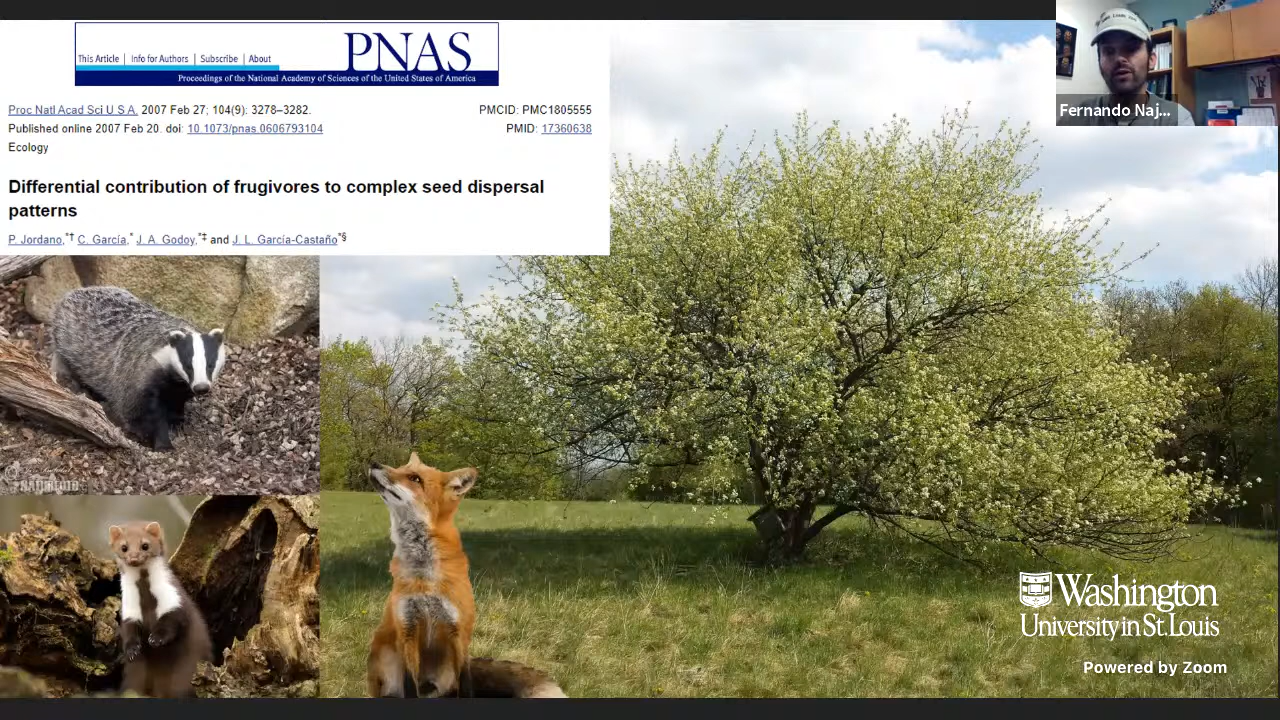 This Article | Info for Authors | Subscribe | About
PNAS
Proceedings of the National Academy of Sciences of the United States of America
Proc Natl Acad Sci U S A. 2007 Feb 27; 104(9): 3278–3282.
PMCID: PMC1805555
Published online 2007 Feb 20. doi: 10.1073/pnas.0606793104
PMID: 17360638
Ecology
Differential contribution of frugivores to complex seed dispersal
patterns
P. Jordano,*† C. García,* J. A. Godoy,*‡ and J. L. García-Castaño*§
Fernando Naj...
Washington
University in St. Louis
Powered by Zoom